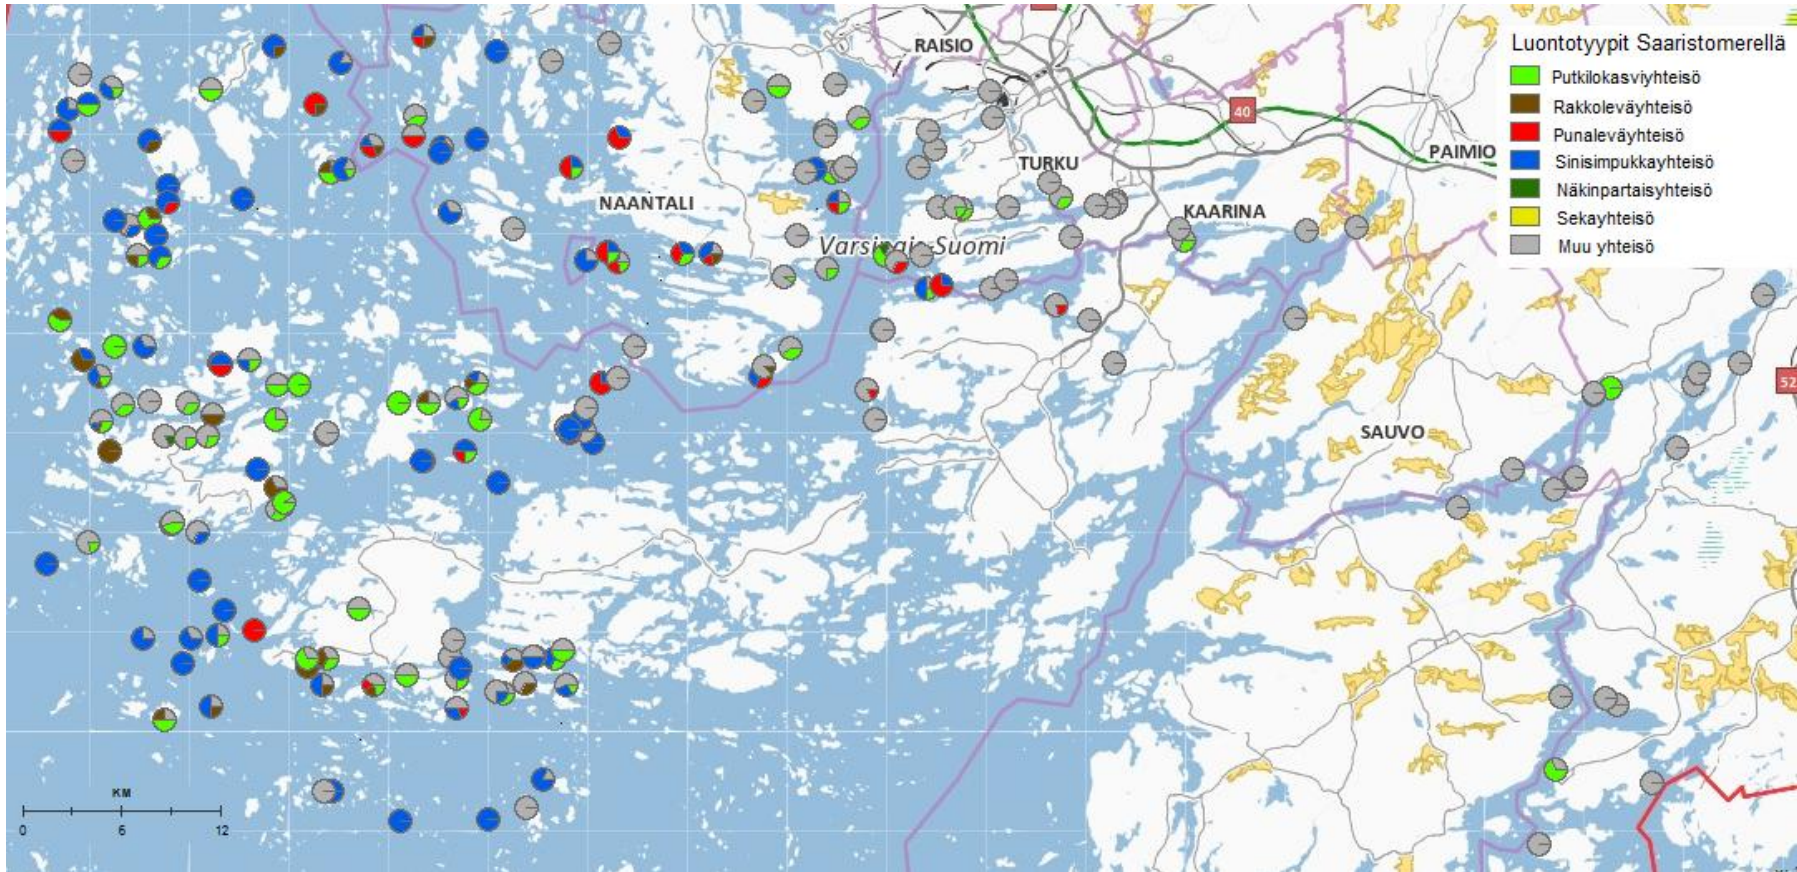 40
RAISIO
TURKU
PAIMIO
NAANTALI
KAARINA
Varsinais-Suomi
52
SAUVO
KM
0 6 12
Luontotyypit Saaristomerellä
Putkilokasviyhteisö
Rakkoleväyhteisö
Punaleväyhteisö
Sinisimpukkayhteisö
Näkinpartaisyhteisö
Sekayhteisö
Muu yhteisö